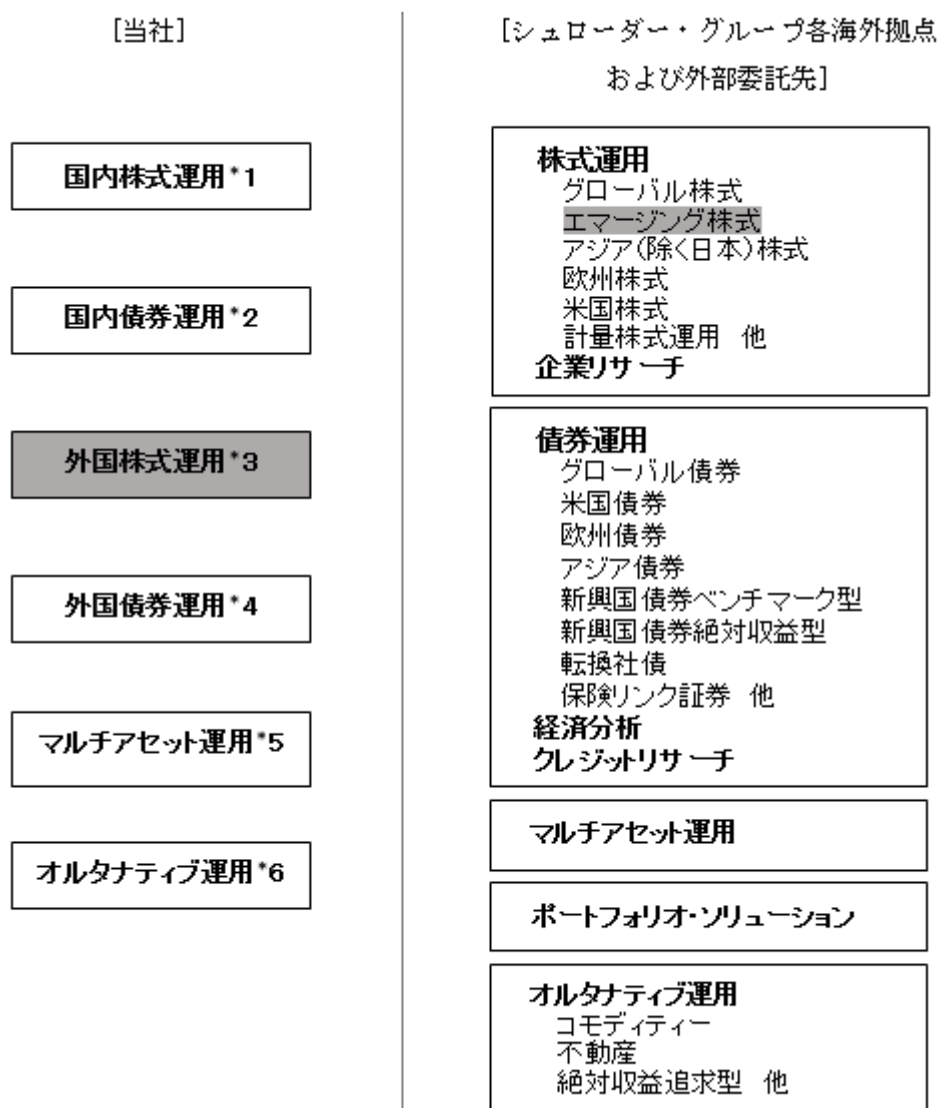 [当社]
国内株式運用*1
国内債券運用*2
外国株式運用*3
外国債券運用*4
マルチアセット運用*5
オルタナティブ運用*6
[シュローダー・グループ各海外拠点
および外部委託先]
株式運用
グローバル株式
エマージング株式
アジア(除く日本)株式
欧州株式
米国株式
計量株式運用 他
企業リサーチ
債券運用
グローバル債券
米国債券
欧州債券
アジア債券
新興国債券ベンチマーク型
新興国債券絶対収益型
転換社債
保険リンク証券 他
経済分析
クレジットリサーチ
マルチアセット運用
ポートフォリオ・ソリューション
オルタナティブ運用
コモディティー
不動産
絶対収益追求型 他